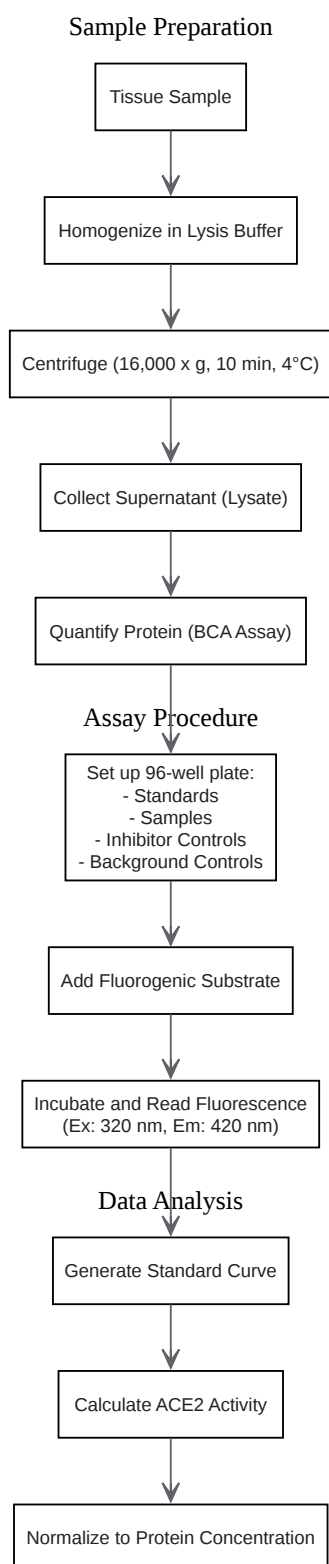 Sample Preparation
Tissue Sample
Homogenize in Lysis Buffer
Centrifuge (16,000 x g, 10 min, 4°C)
Collect Supernatant (Lysate)
Quantify Protein (BCA Assay)
Assay Procedure
Set up 96-well plate:
- Standards
- Samples
- Inhibitor Controls
- Background Controls
Add Fluorogenic Substrate
Incubate and Read Fluorescence
(Ex: 320 nm, Em: 420 nm)
Data Analysis
Generate Standard Curve
Calculate ACE2 Activity
Normalize to Protein Concentration